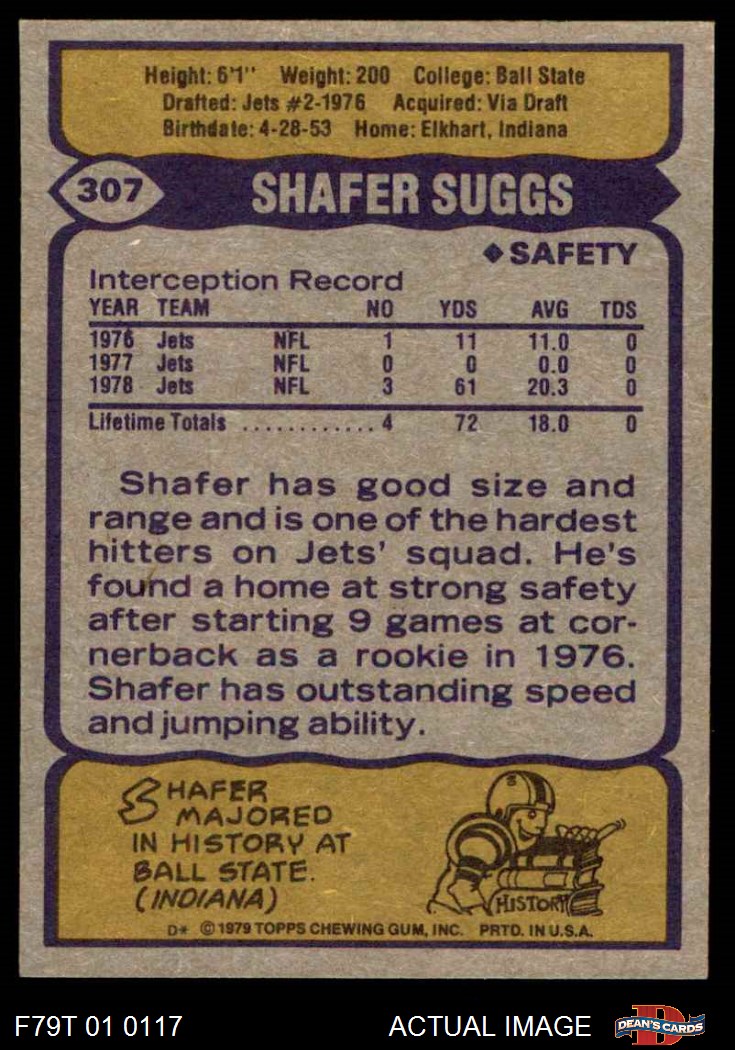 Height: 6'1" Weight: 200 College: Ball State
Drafted: Jets #2-1976 Acquired: Via Draft
Birthdate: 4-28-53 Home: Elkhart, Indiana
307 SHAFER SUGGS
◆ SAFETY
Interception Record
YEAR TEAM NO YDS AVG TDS
1976 Jets NFL 1 11 11.0 0
1977 Jets NFL 0 0 0.0 0
1978 Jets NFL 3 61 20.3 0
Lifetime Totals ............ 4 72 18.0 0
Shafer has good size and
range and is one of the hardest
hitters on Jets' squad. He's
found a home at strong safety
after starting 9 games at cor-
nerback as a rookie in 1976.
Shafer has outstanding speed
and jumping ability.
SHAFER
MAJORED
IN HISTORY AT
BALL STATE.
(INDIANA)
HISTORY
D* © 1979 TOPPS CHEWING GUM, INC. PRTD. IN U.S.A.
F79T 01 0117 ACTUAL IMAGE D DEAN'S CARDS